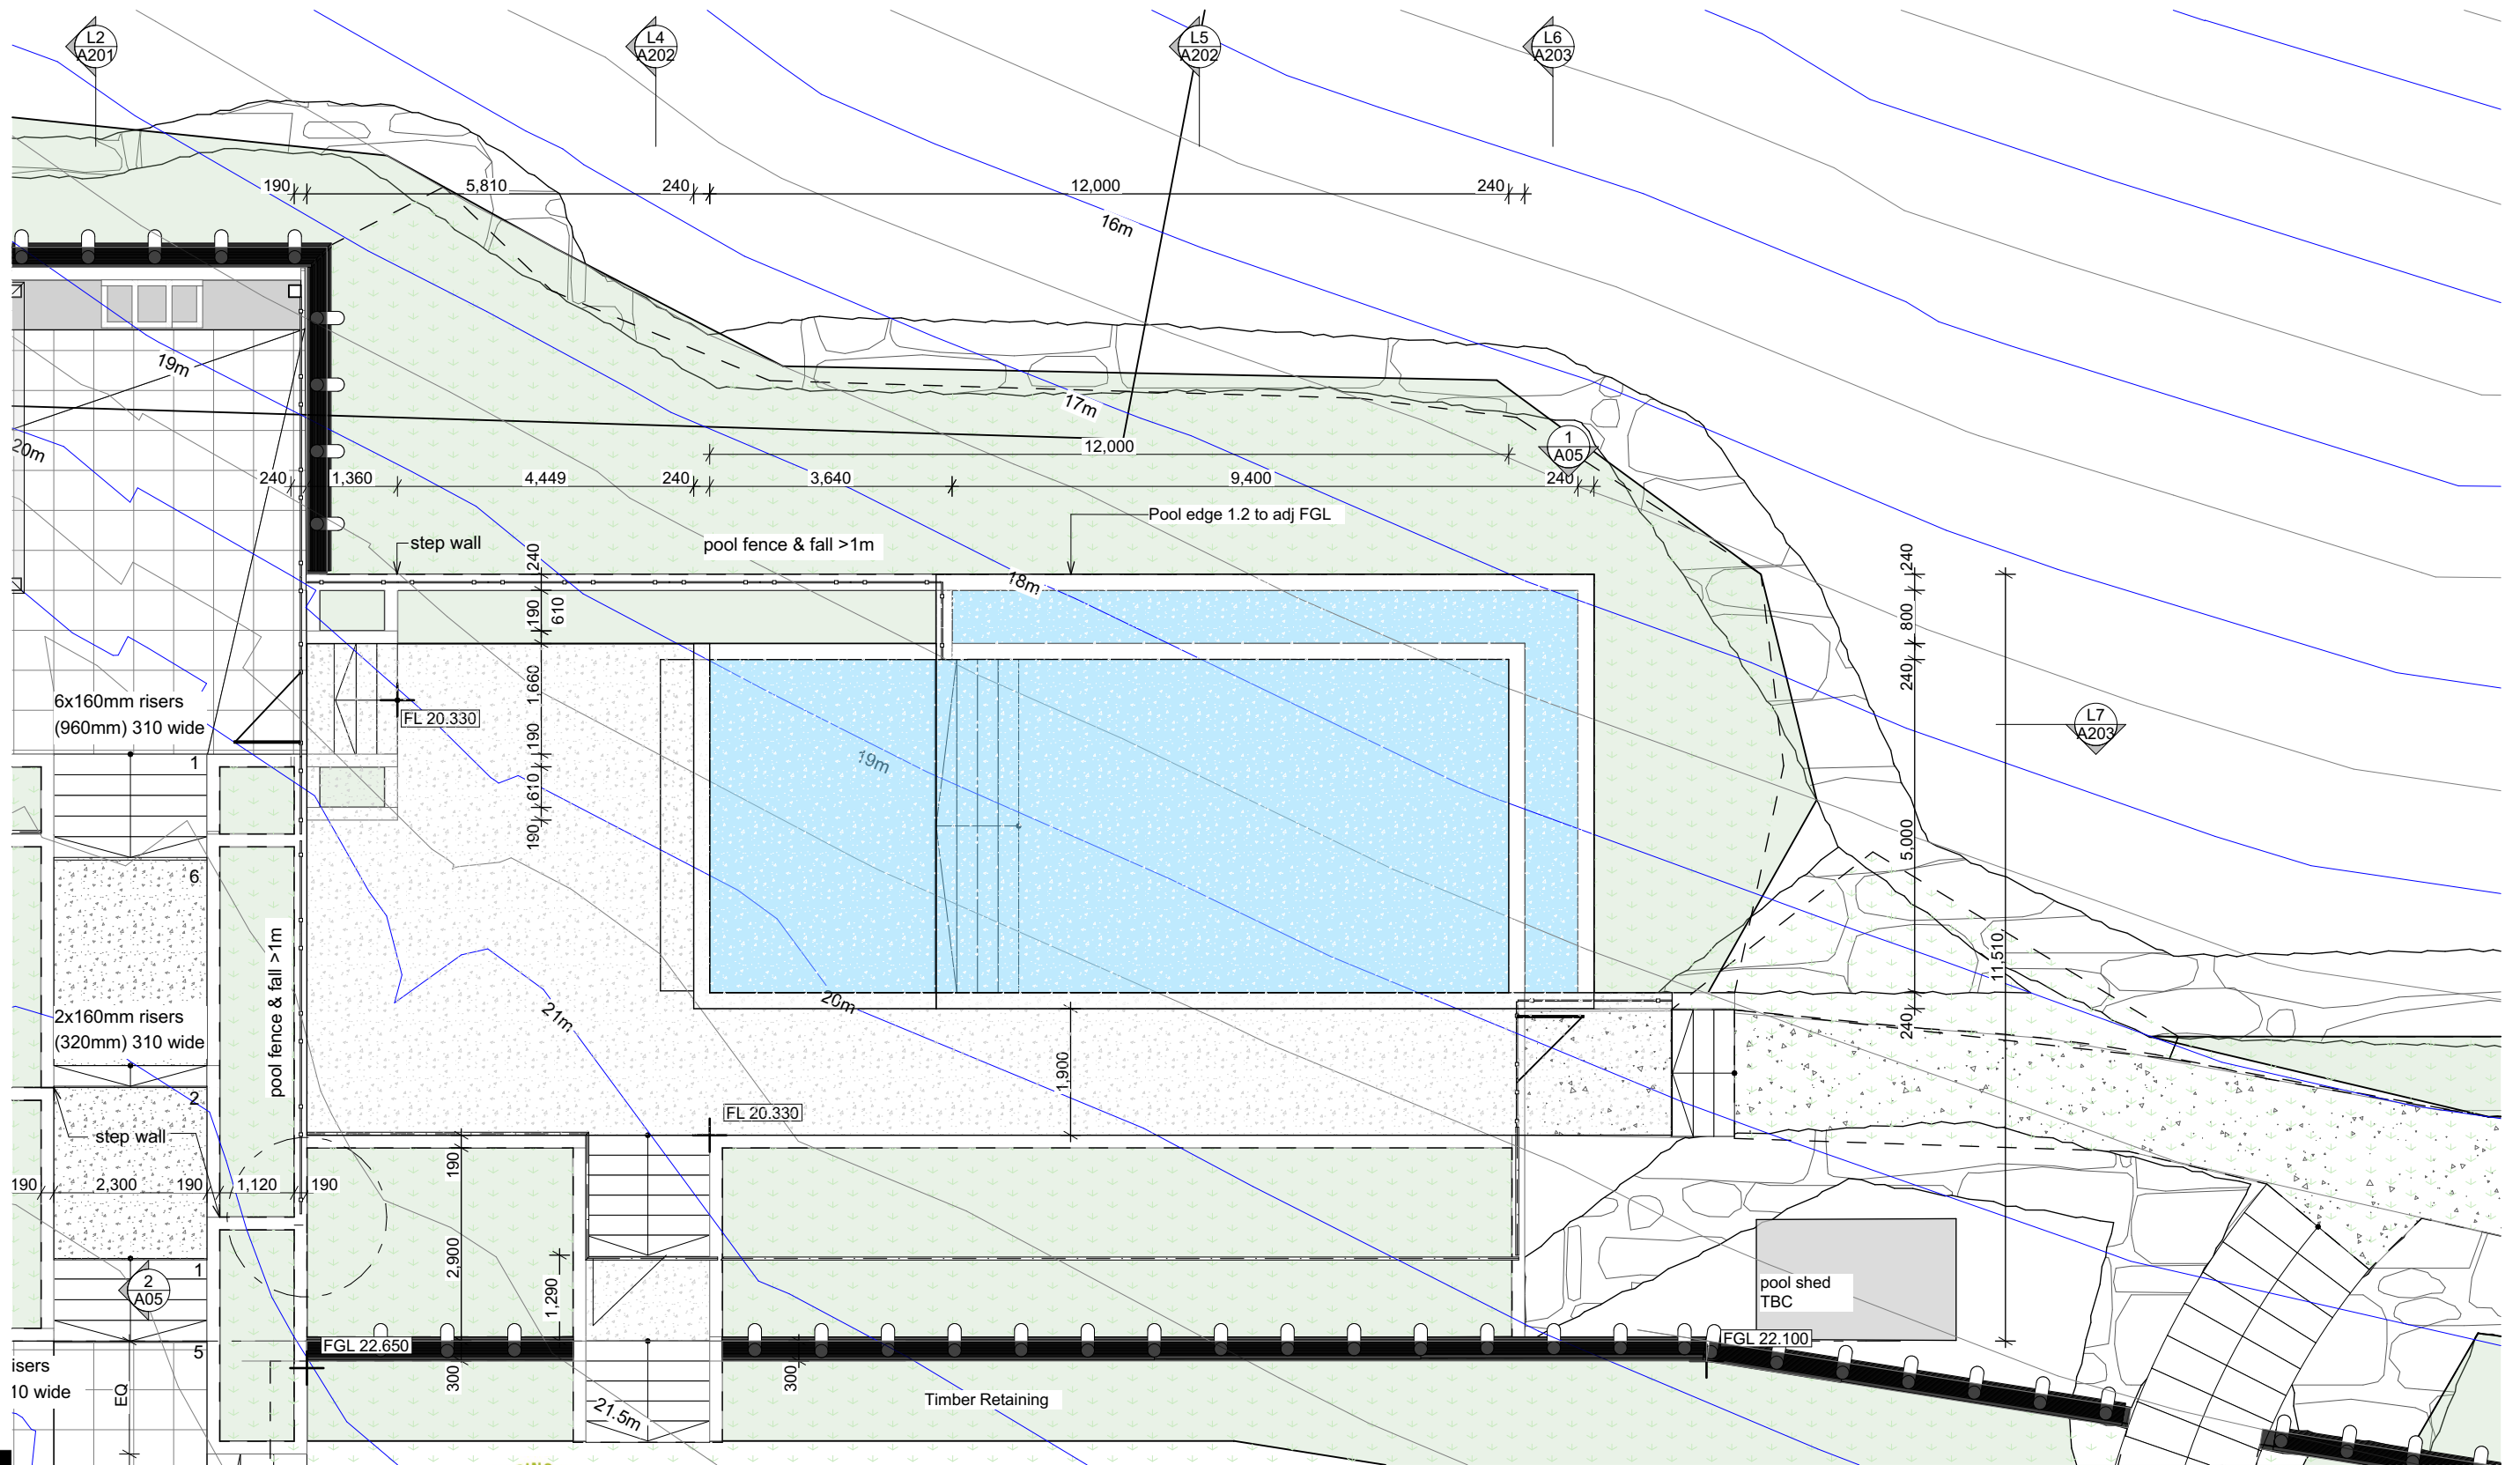 L2
A201
L4
A202
L5
A202
L6
A203
190
5,810
240
12,000
240
16m
19m
17m
20m
1
A05
12,000
240
1,360
4,449
240
3,640
9,400
240
Pool edge 1.2 to adj FGL
step wall
pool fence & fall >1m
240
18m
240
190
610
800
240
6x160mm risers
(960mm) 310 wide
1,660
FL 20.330
L7
A203
190
19m
1
610
190
5,000
6
pool fence & fall >1m
11,510
20m
21m
2x160mm risers
(320mm) 310 wide
240
1,900
2
FL 20.330
step wall
190
190
2,300
190
1,120
190
2,900
1
2
A05
1,290
pool shed
TBC
FGL 22.650
FGL 22.100
5
isers
10 wide
EQ
300
300
Timber Retaining
21.5m